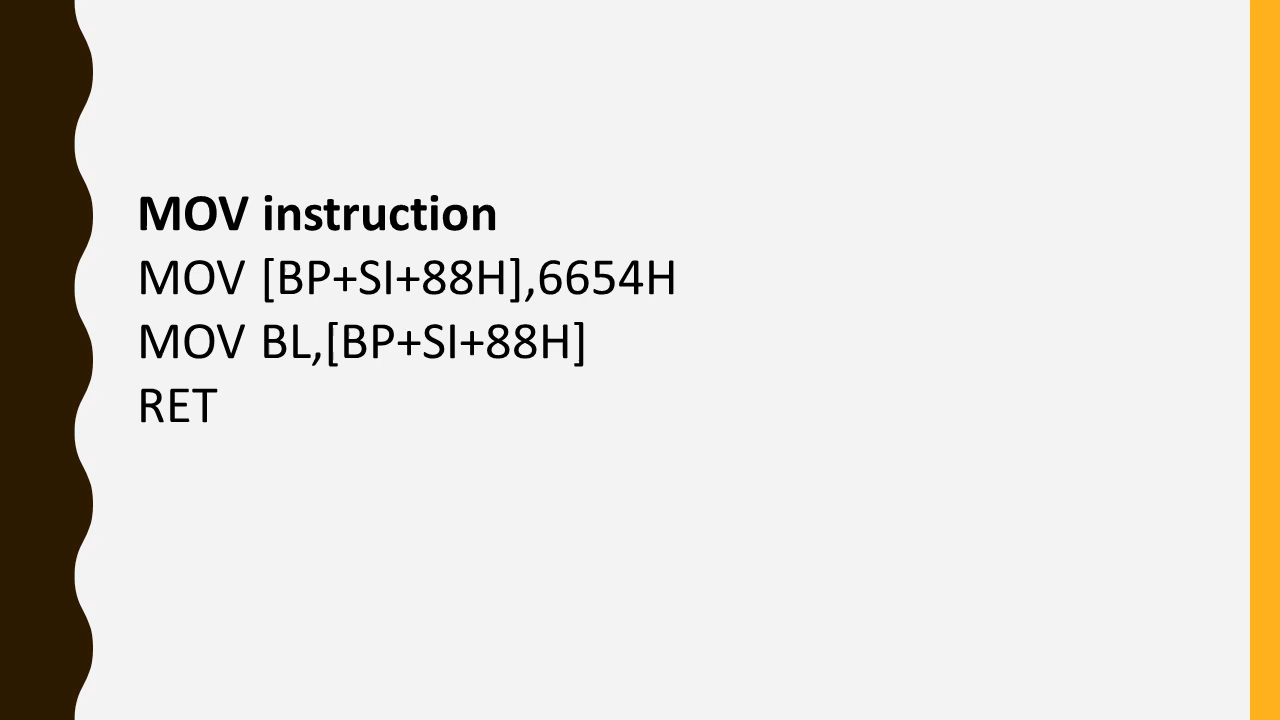 MOV instruction
MOV [BP+SI+88H],6654H
MOV BL,[BP+SI+88H]
RET